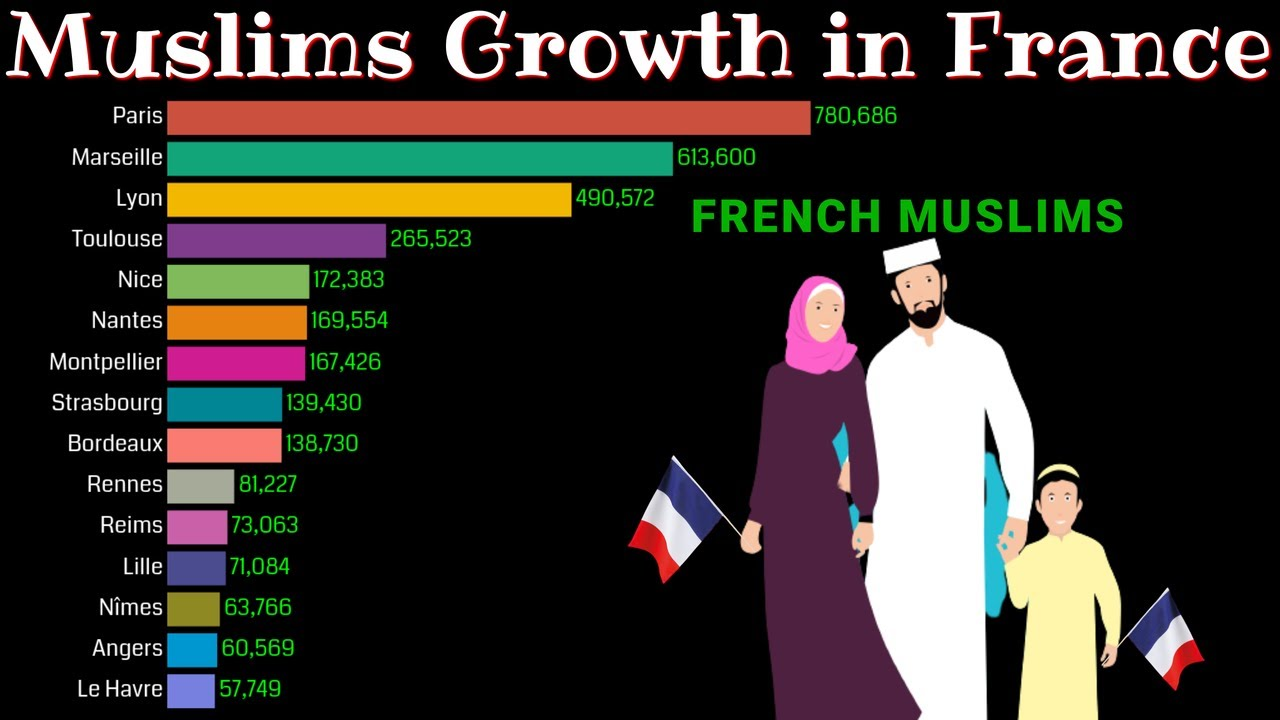 Muslims Growth in France
Paris 780,686
Marseille 613,600
Lyon 490,572
FRENCH MUSLIMS
Toulouse 265,523
Nice 172,383
Nantes 169,554
Montpellier 167,426
Strasbourg 139,430
Bordeaux 138,730
Rennes 81,227
Reims 73,063
Lille 71,084
Nîmes 63,766
Angers 60,569
Le Havre 57,749